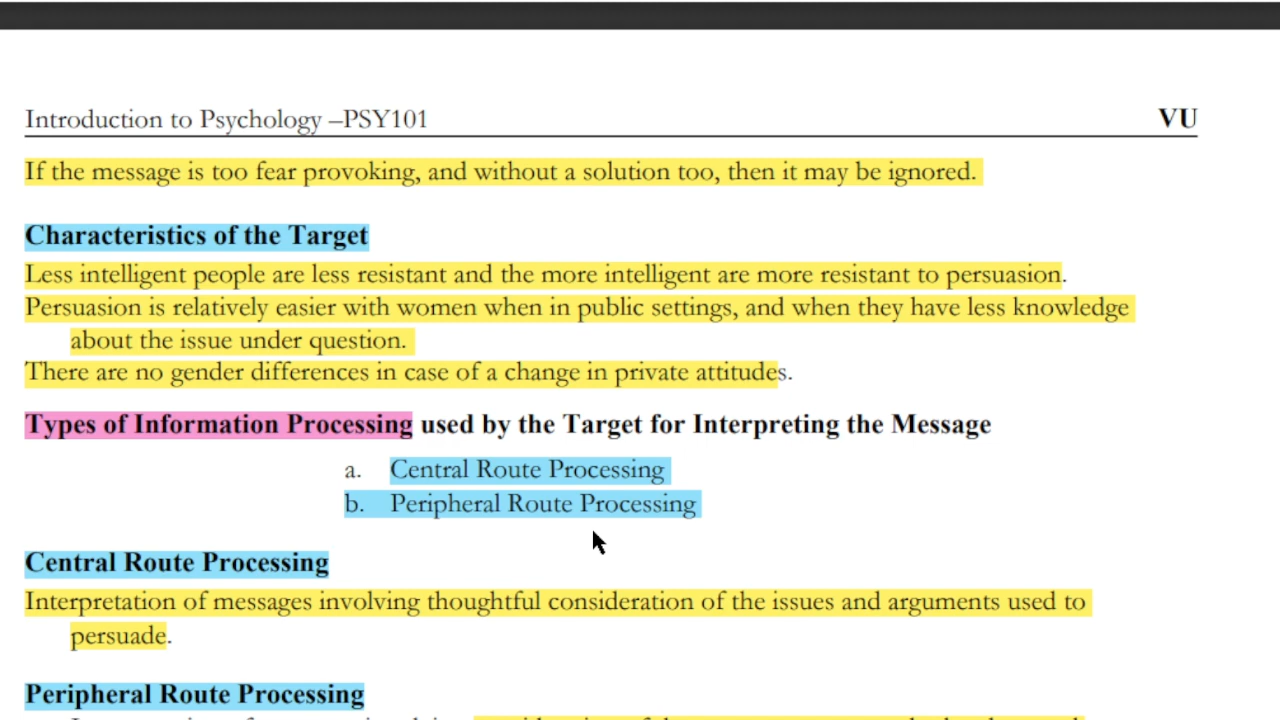 Introduction to Psychology –PSY101 VU
If the message is too fear provoking, and without a solution too, then it may be ignored.
Characteristics of the Target
Less intelligent people are less resistant and the more intelligent are more resistant to persuasion.
Persuasion is relatively easier with women when in public settings, and when they have less knowledge
about the issue under question.
There are no gender differences in case of a change in private attitudes.
Types of Information Processing used by the Target for Interpreting the Message
a. Central Route Processing
b. Peripheral Route Processing
Central Route Processing
Interpretation of messages involving thoughtful consideration of the issues and arguments used to
persuade.
Peripheral Route Processing